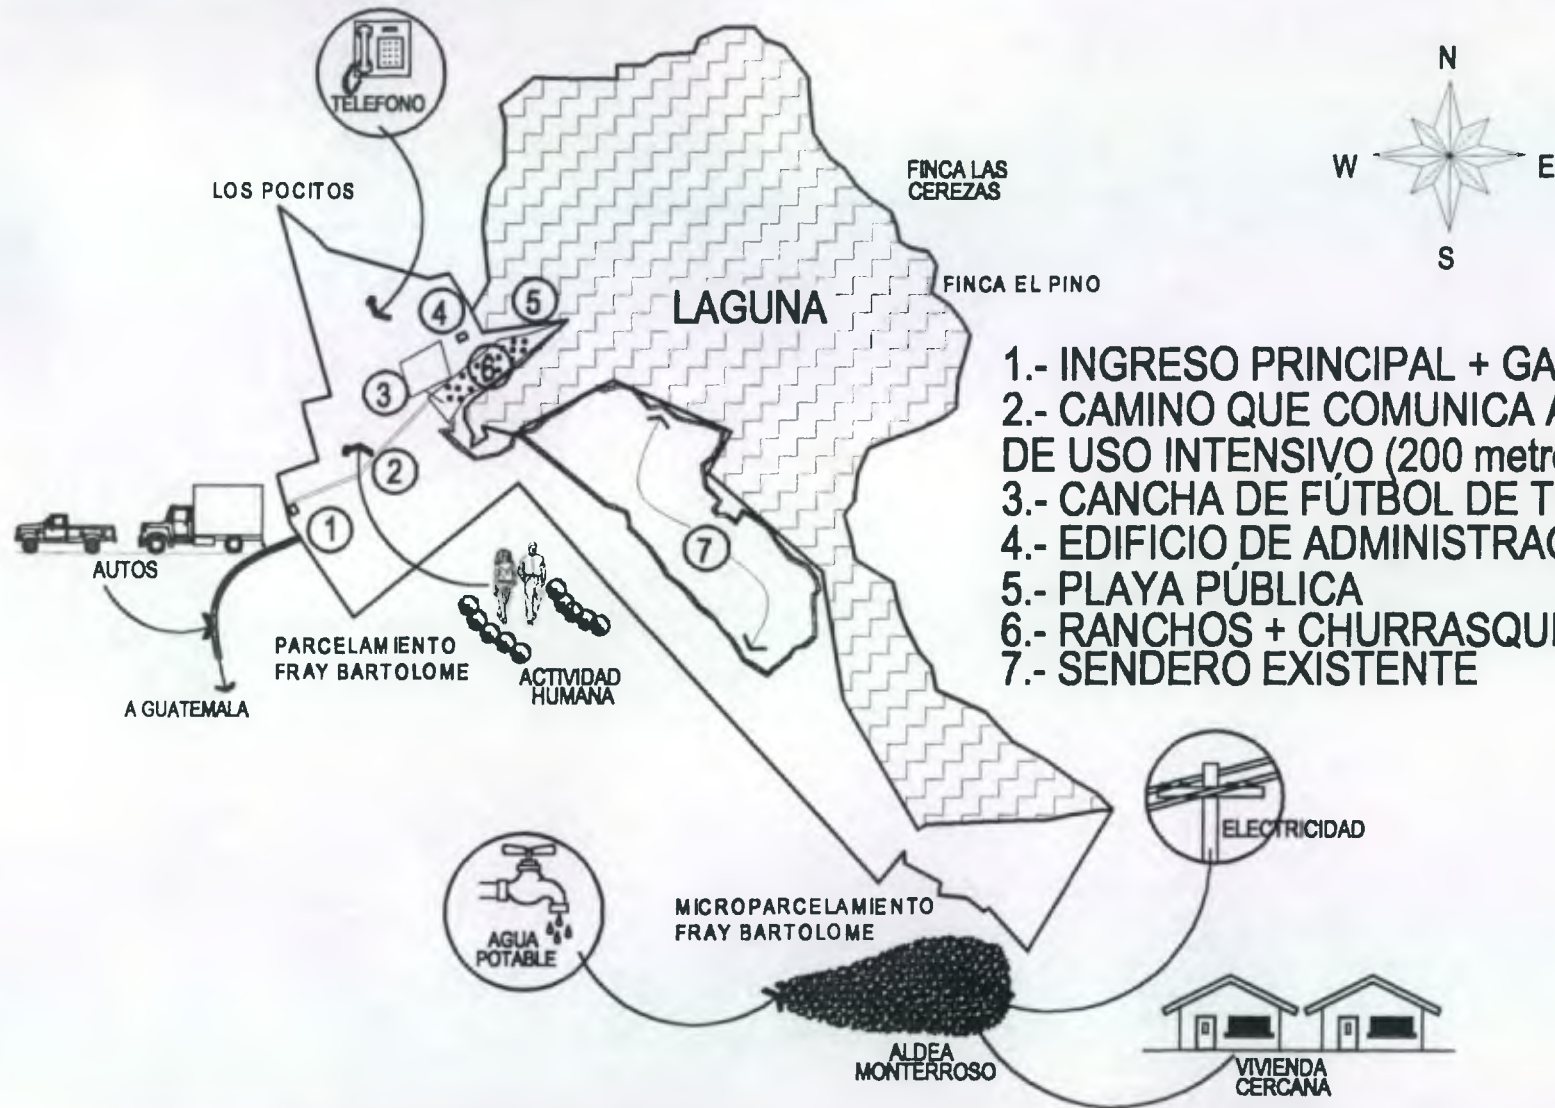 TELEFONO
N
W
E
S
LOS POCITOS
FINCA LAS
CEREZAS
FINCA EL PINO
LAGUNA
4
5
6
3
2
1
7
1.- INGRESO PRINCIPAL + GA
2.- CAMINO QUE COMUNICA A
DE USO INTENSIVO (200 metr
3.- CANCHA DE FÚTBOL DE T
4.- EDIFICIO DE ADMINISTRAC
5.- PLAYA PÚBLICA
6.- RANCHOS + CHURRASQU
7.- SENDERO EXISTENTE
AUTOS
A GUATEMALA
PARCELAMIENTO
FRAY BARTOLOME
ACTIVIDAD
HUMANA
ELECTRICIDAD
AGUA
POTABLE
MICROPARCELAMIENTO
FRAY BARTOLOME
ALDEA
MONTERROSO
VIVIENDA
CERCANA